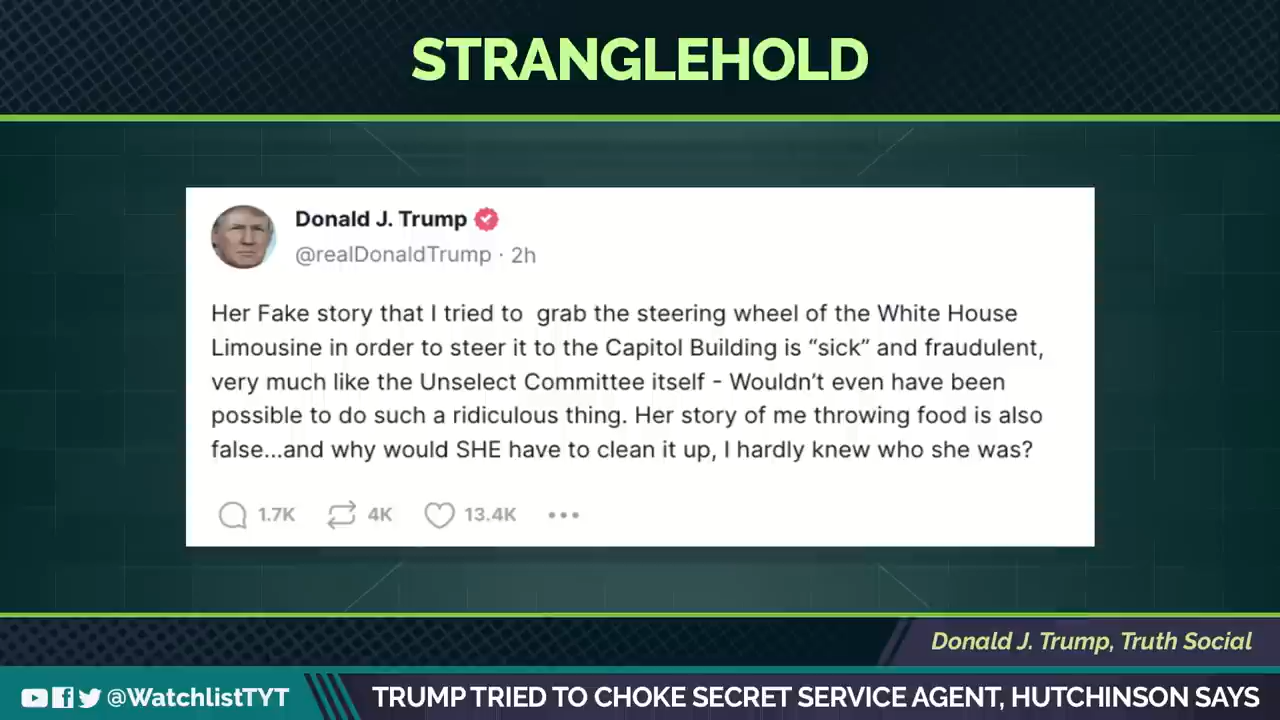 STRANGLEHOLD
Donald J. Trump
@realDonaldTrump · 2h
Her Fake story that I tried to  grab the steering wheel of the White House
Limousine in order to steer it to the Capitol Building is “sick” and fraudulent,
very much like the Unselect Committee itself - Wouldn’t even have been
possible to do such a ridiculous thing. Her story of me throwing food is also
false...and why would SHE have to clean it up, I hardly knew who she was?
1.7K 4K 13.4K
Donald J. Trump, Truth Social
@WatchlistTYT
TRUMP TRIED TO CHOKE SECRET SERVICE AGENT, HUTCHINSON SAYS